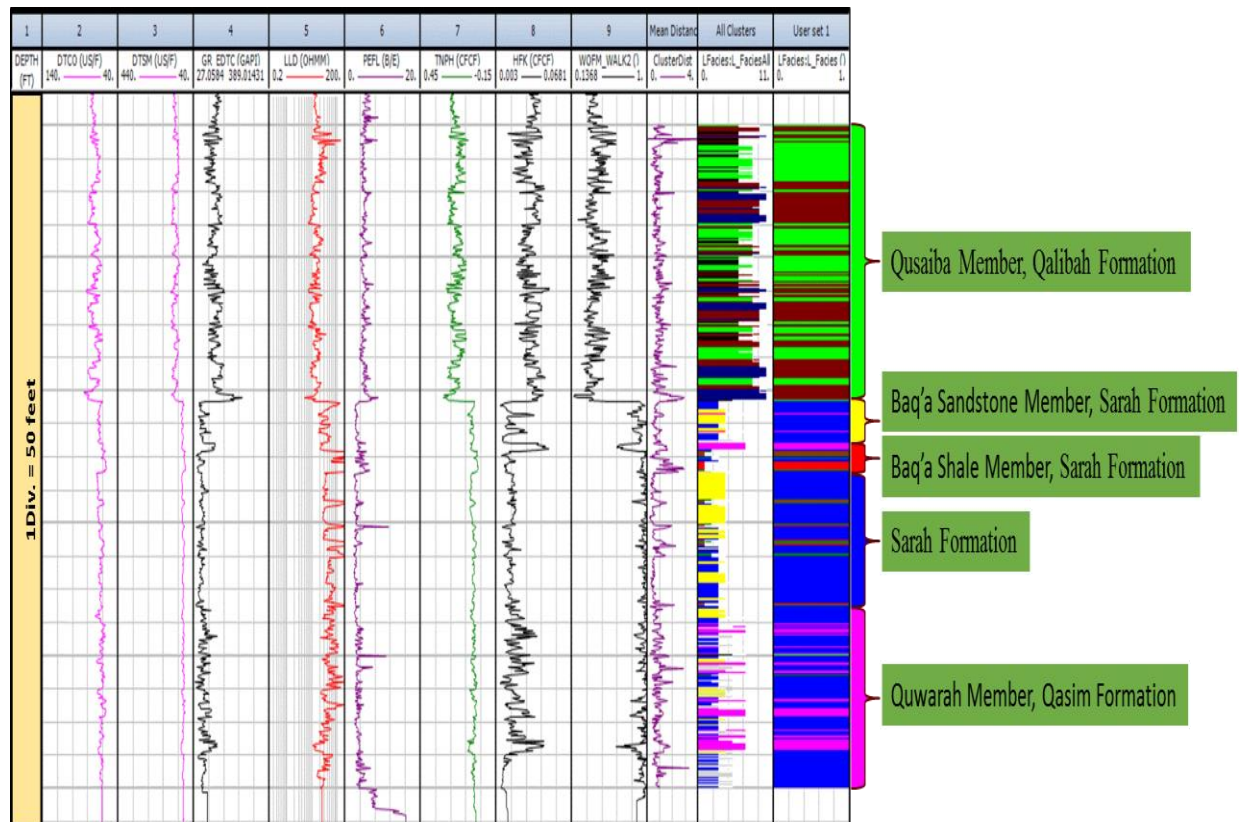 1 2 3 4 5 6 7 8 9 Mean Distanc All Clusters User set 1
DEPTH DTCO (US/F) DTSM (US/F) GR_EDTC (GAPI) LLD (OHMM) PEFL (B/E) TNPH (CFCF) HFK (CFCF) WQFM_WALK2 () ClusterDist LFacies:L_FaciesAll LFacies:L_Facies ()
(FT) 140. 40. 440. 40. 27.0584 389.01431 0.2 200. 0. 20. 0.45 -0.15 0.003 0.0681 0.1368 1. 0. 4. 0. 11. 0. 1.
1Div. = 50 feet
Qusaiba Member, Qalibah Formation
Baq'a Sandstone Member, Sarah Formation
Baq'a Shale Member, Sarah Formation
Sarah Formation
Quwarah Member, Qasim Formation